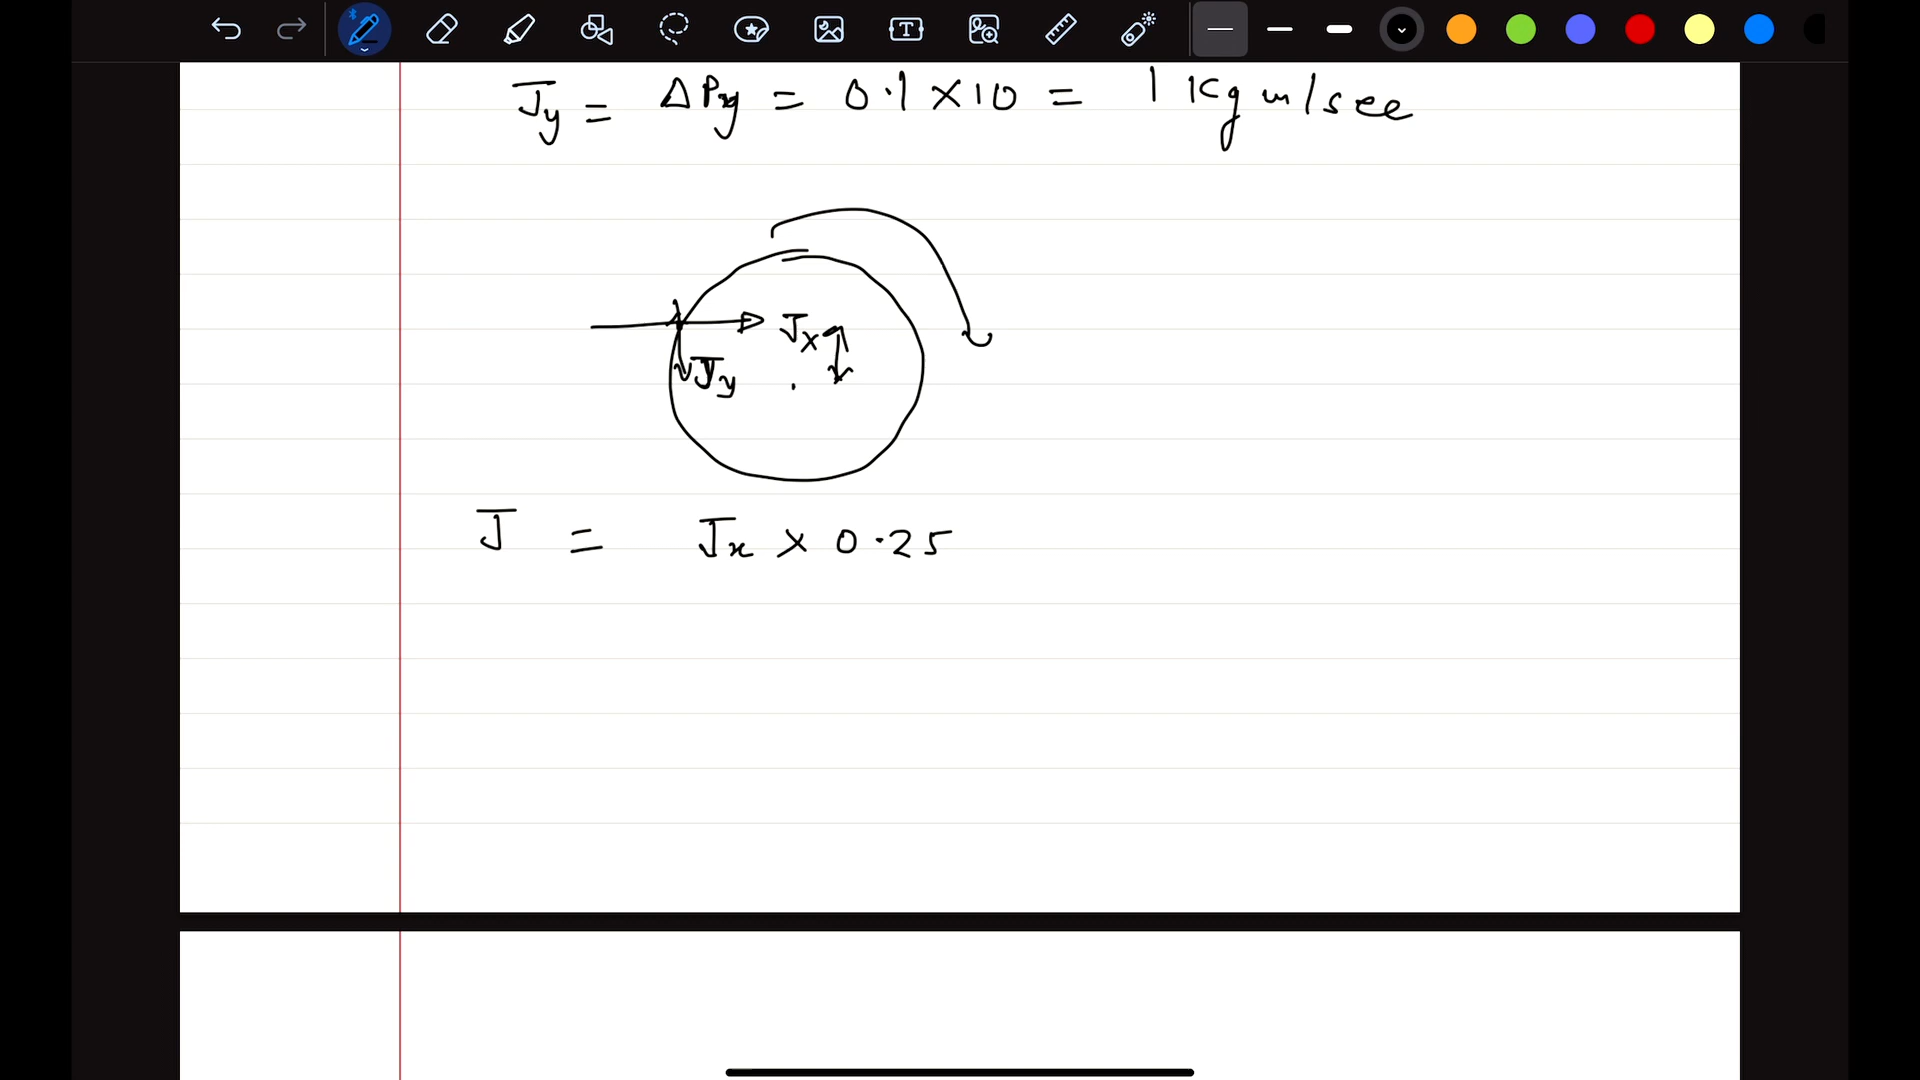 Jy = ΔPy = 0.1 × 10 = 1 Kg m/sec
Jx
Jy
J = Jx × 0.25